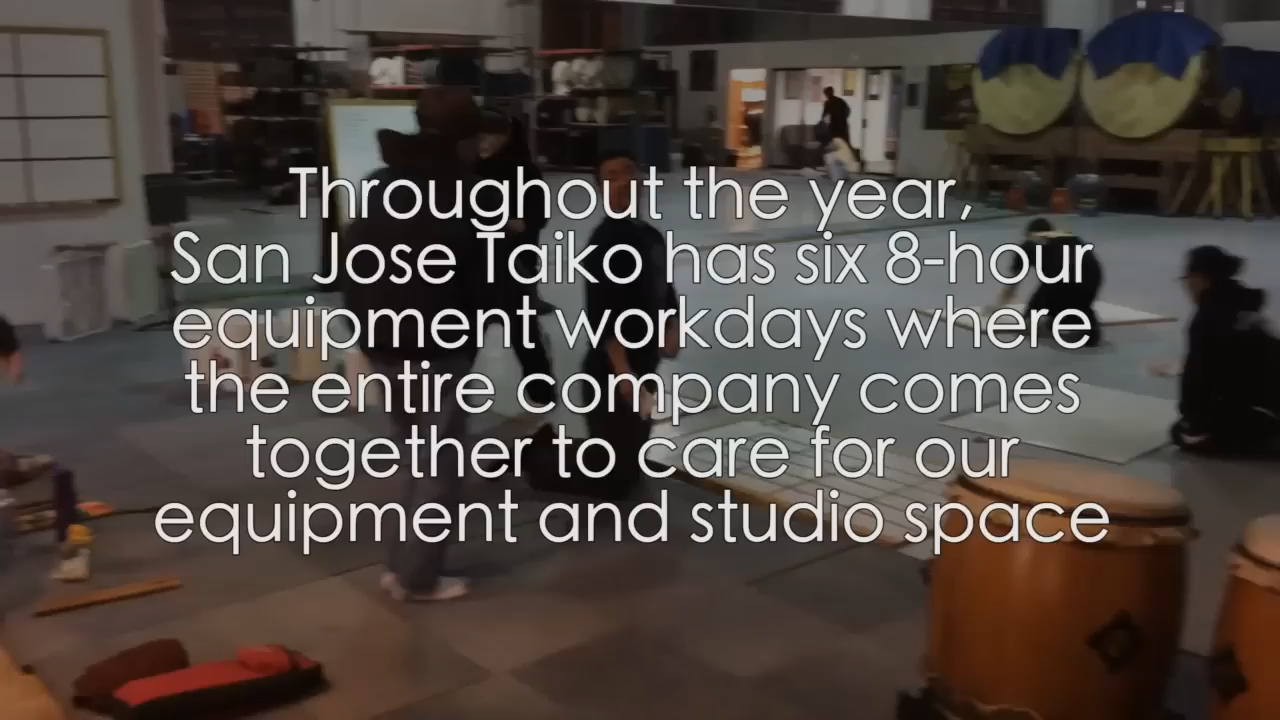 Throughout the year,
San Jose Taiko has six 8-hour
equipment workdays where
the entire company comes
together to care for our
equipment and studio space